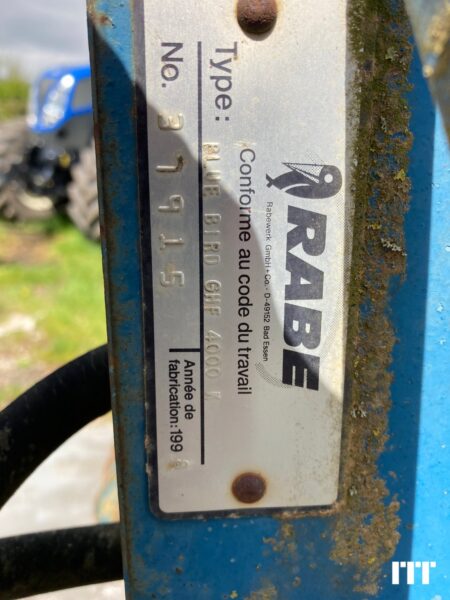 RABE
Rabewerk GmbH+Co. · D-49152 Bad Essen
Conforme au code du travail
Type: BLUE BIRD GHF 4000
No. 37915
Année de
fabrication: 199